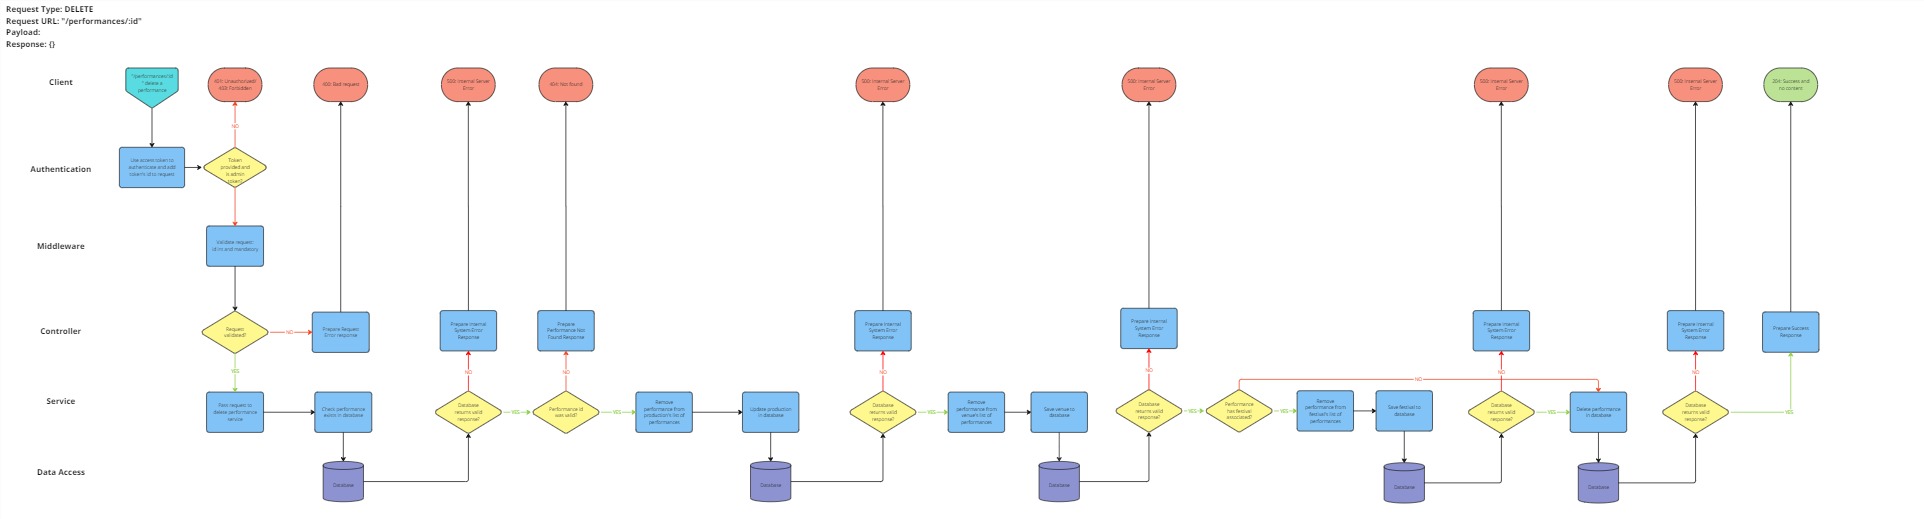 Request Type: DELETE
Request URL: "/performances/:id"
Payload:
Response: {}
Client
"/performances/:id
" delete a
performance
401: Unauthorized/
403: Forbidden
400: Bad request
500: Internal Server
Error
404: Not found
500: Internal Server
Error
500: Internal Server
Error
500: Internal Server
Error
500: Internal Server
Error
204: Success and
no content
NO
Authentication
Use access token to
authenticate and add
token's id to request
Token
provided and
is admin
token?
Middleware
Validate request:
id int and mandatory
Controller
Request
validated?
NO
Prepare Request
Error response
Prepare Internal
System Error
Response
Prepare
Performance Not
Found Response
Prepare Internal
System Error
Response
Prepare Internal
System Error
Response
Prepare Internal
System Error
Response
Prepare Internal
System Error
Response
Prepare Success
Response
YES
NO
NO
NO
NO
NO
NO
NO
Service
Pass request to
delete performance
service
Check performance
exists in database
Database
returns valid
response?
YES
Performance id
was valid?
YES
Remove
performance from
production's list of
performances
Update production
in database
Database
returns valid
response?
YES
Remove
performance from
venue's list of
performances
Save venue to
database
Database
returns valid
response?
YES
Performance
has festival
associated?
YES
Remove
performance from
festival's list of
performances
Save festival to
database
Database
returns valid
response?
YES
Delete performance
in database
Database
returns valid
response?
YES
Data Access
Database
Database
Database
Database
Database